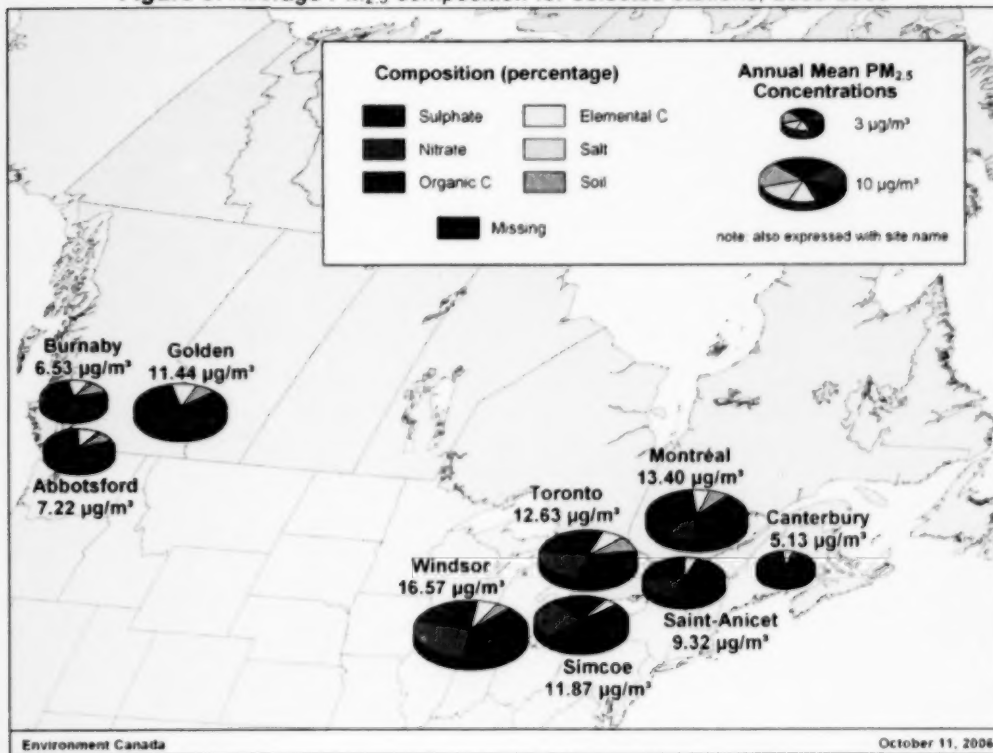 Composition (percentage)
Sulphate
Nitrate
Organic C
Elemental C
Salt
Soil
Missing
Annual Mean PM2.5
Concentrations
3 µg/m³
10 µg/m³
note: also expressed with site name
Burnaby
6.53 µg/m³
Golden
11.44 µg/m³
Abbotsford
7.22 µg/m³
Montréal
13.40 µg/m³
Toronto
12.63 µg/m³
Canterbury
5.13 µg/m³
Windsor
16.57 µg/m³
Saint-Anicet
9.32 µg/m³
Simcoe
11.87 µg/m³
Environment Canada
October 11, 2006